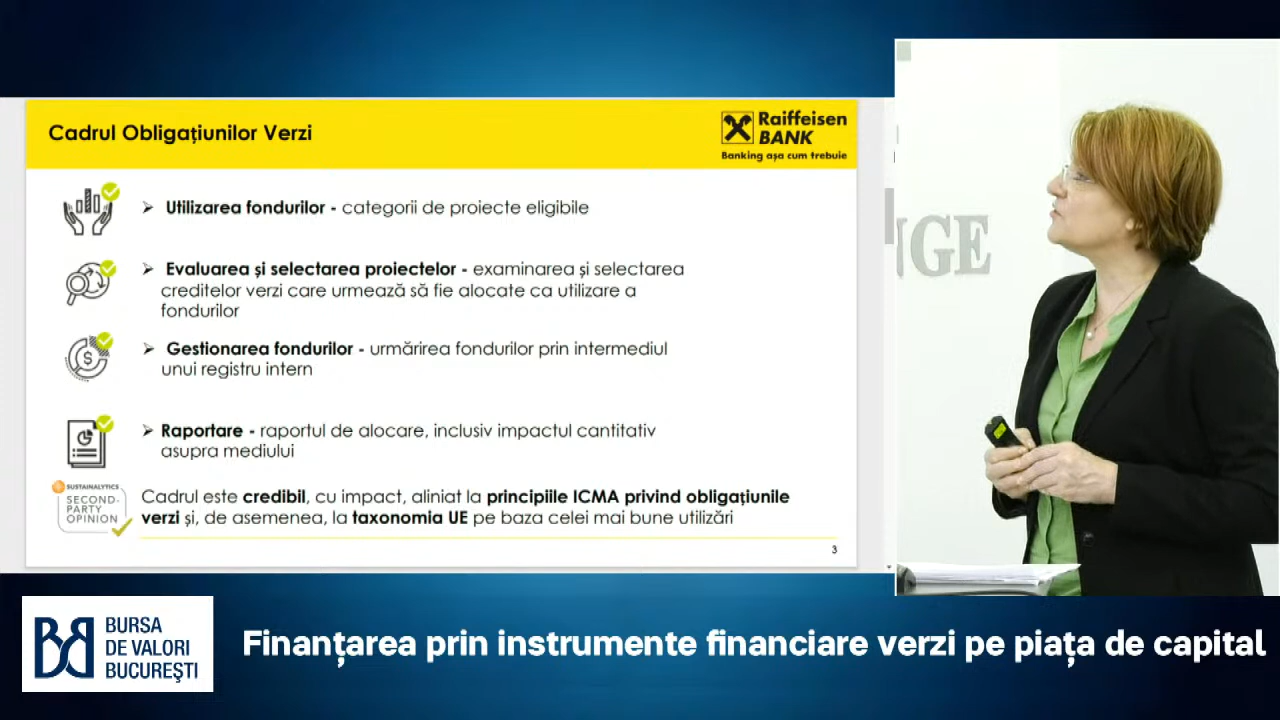 Cadrul Obligațiunilor Verzi
Raiffeisen
BANK
Banking așa cum trebuie
➢ Utilizarea fondurilor - categorii de proiecte eligibile
➢ Evaluarea și selectarea proiectelor - examinarea și selectarea
creditelor verzi care urmează să fie alocate ca utilizare a
fondurilor
➢ Gestionarea fondurilor - urmărirea fondurilor prin intermediul
unui registru intern
➢ Raportare - raportul de alocare, inclusiv impactul cantitativ
asupra mediului
SUSTAINALYTICS
SECOND-
PARTY
OPINION
Cadrul este credibil, cu impact, aliniat la principiile ICMA privind obligațiunile
verzi și, de asemenea, la taxonomia UE pe baza celei mai bune utilizări
3
NGE
BURSA
DE VALORI
BUCUREŞTI
Finanțarea prin instrumente financiare verzi pe piața de capital